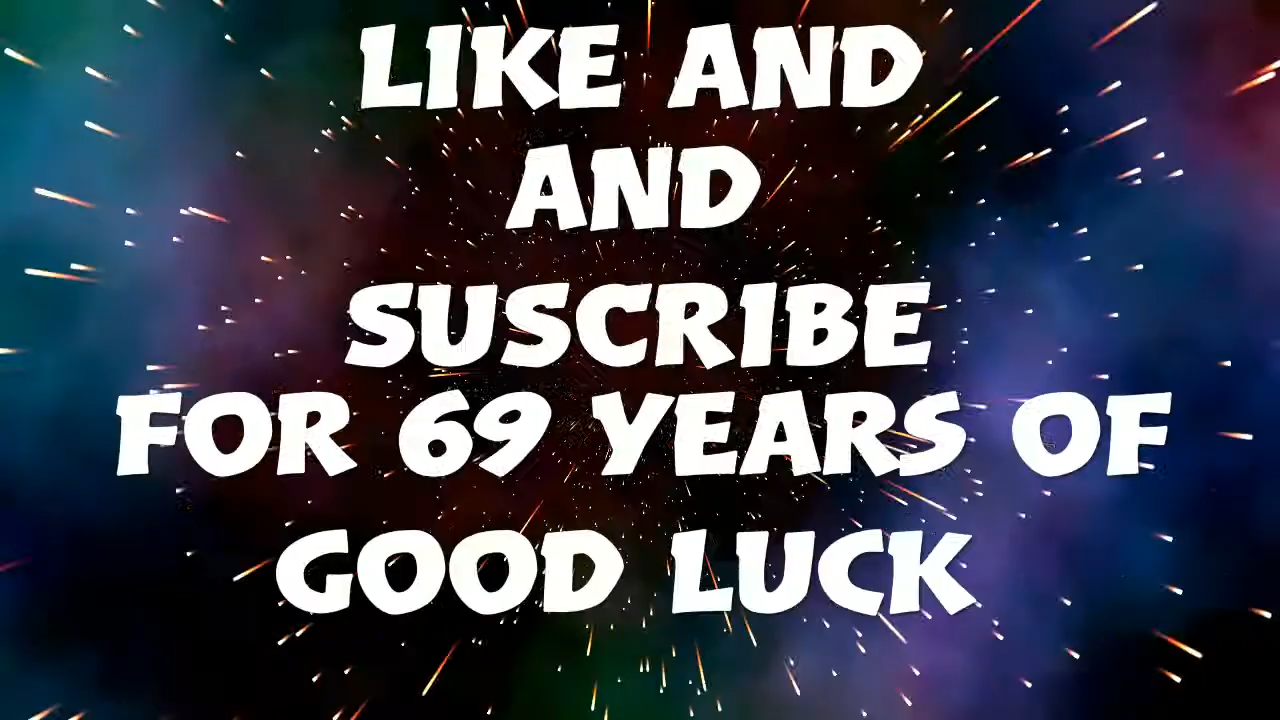 LIKE AND
AND
SUSCRIBE
FOR 69 YEARS OF
GOOD LUCK